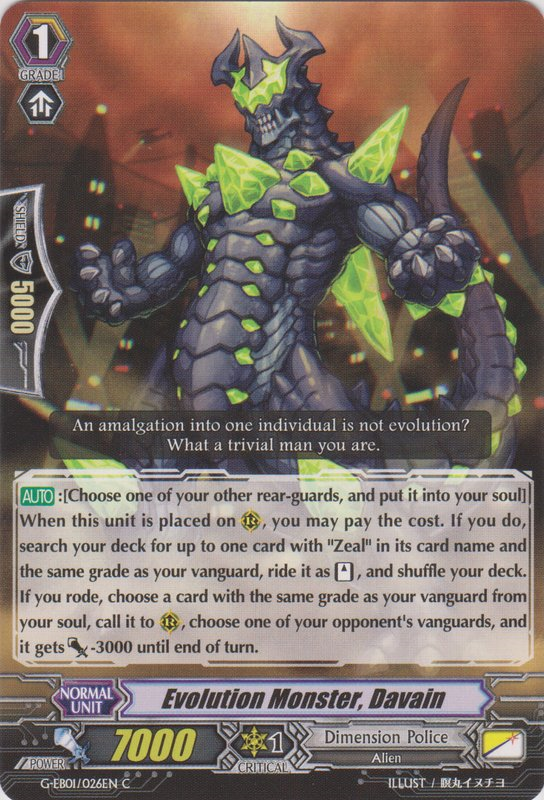 1
GRADE
SHIELD
5000
An amalgation into one individual is not evolution?
What a trivial man you are.
AUTO :[Choose one of your other rear-guards, and put it into your soul]
When this unit is placed on R, you may pay the cost. If you do,
search your deck for up to one card with "Zeal" in its card name and
the same grade as your vanguard, ride it as , and shuffle your deck.
If you rode, choose a card with the same grade as your vanguard from
your soul, call it to R, choose one of your opponent's vanguards, and
it gets -3000 until end of turn.
NORMAL
UNIT
Evolution Monster, Davain
POWER
7000
1
CRITICAL
Dimension Police
Alien
G-EB01/026EN C
ILLUST / 瞑丸イヌチヨ